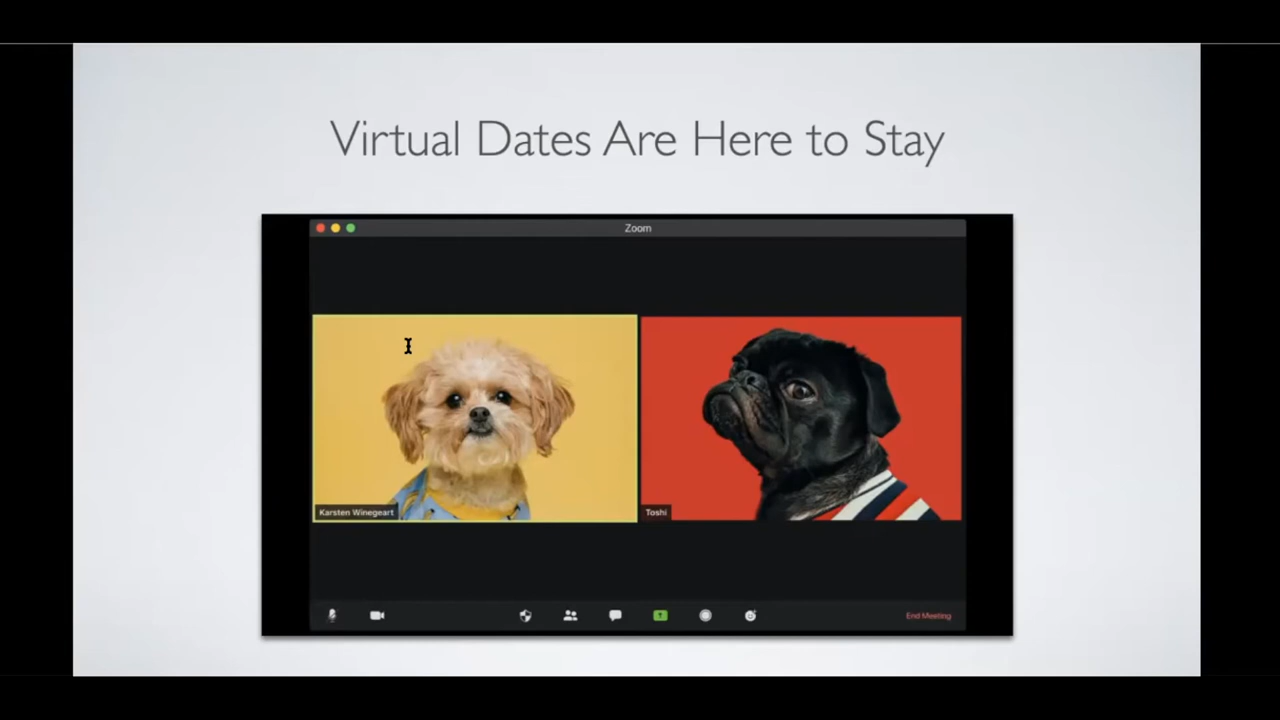 Virtual Dates Are Here to Stay
Zoom
Karsten Winegeart
Toshi
End Meeting